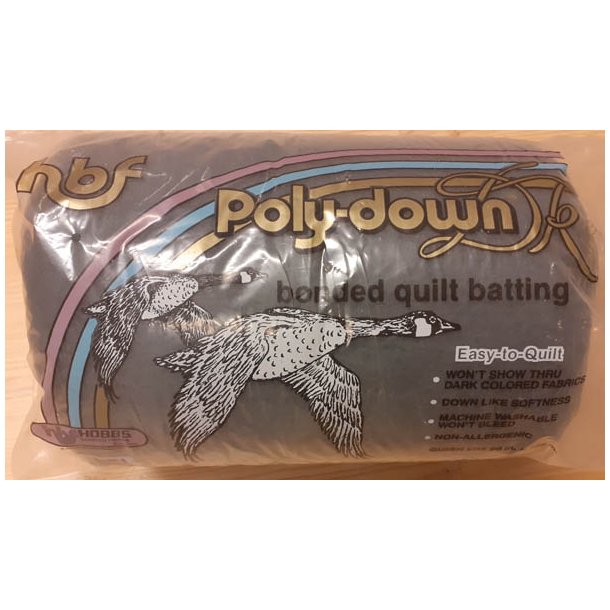 nbf
Poly-down Dk
bonded quilt batting
Easy-to-Quilt
WON'T SHOW THRU
DARK COLORED FABRICS
DOWN LIKE SOFTNESS
MACHINE WASHABLE
WON'T BLEED
NON-ALLERGENIC
HOBBS